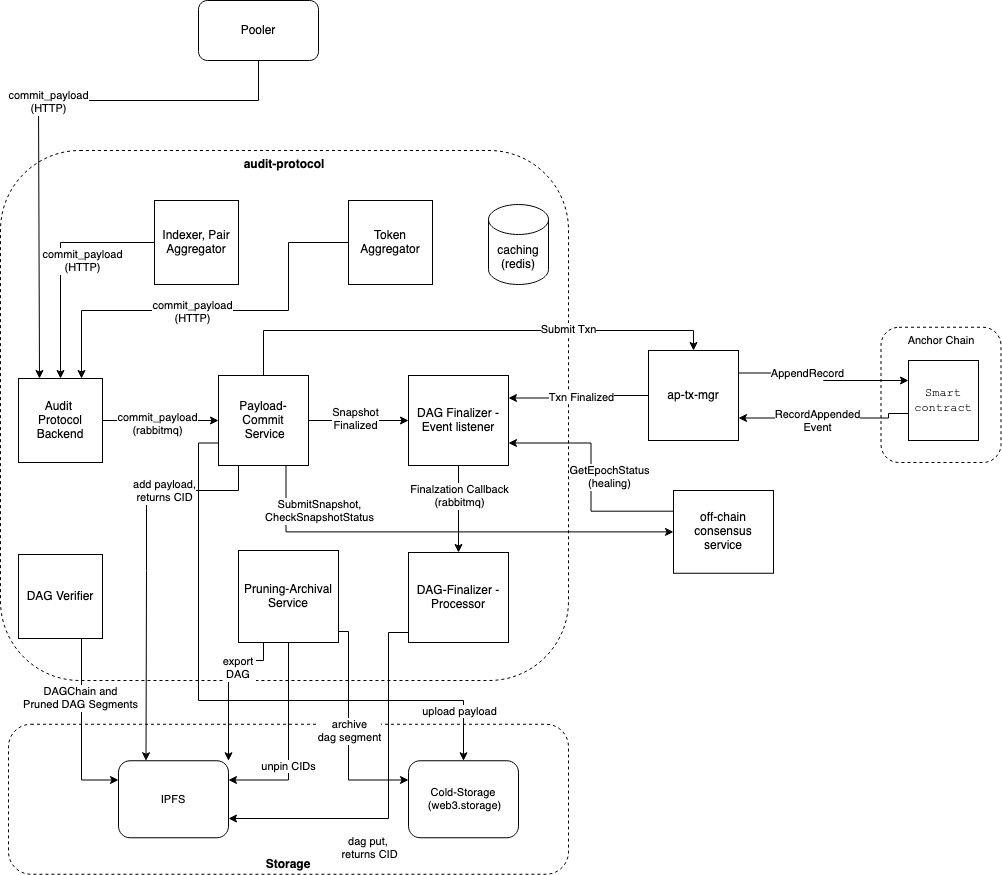 Pooler
commit_payload
(HTTP)
audit-protocol
Indexer, Pair
Aggregator
Token
Aggregator
caching
(redis)
commit_payload
(HTTP)
commit_payload
(HTTP)
Submit Txn
Anchor Chain
Audit
Protocol
Backend
commit_payload
(rabbitmq)
Payload-
Commit
Service
Snapshot
Finalized
DAG Finalizer -
Event listener
Txn Finalized
ap-tx-mgr
AppendRecord
RecordAppended
Event
Smart
contract
add payload,
returns CID
SubmitSnapshot,
CheckSnapshotStatus
Finalzation Callback
(rabbitmq)
GetEpochStatus
(healing)
off-chain
consensus
service
DAG Verifier
Pruning-Archival
Service
DAG-Finalizer -
Processor
export
DAG
DAGChain and
Pruned DAG Segments
archive
dag segment
upload payload
unpin CIDs
IPFS
Cold-Storage
(web3.storage)
dag put,
returns CID
Storage